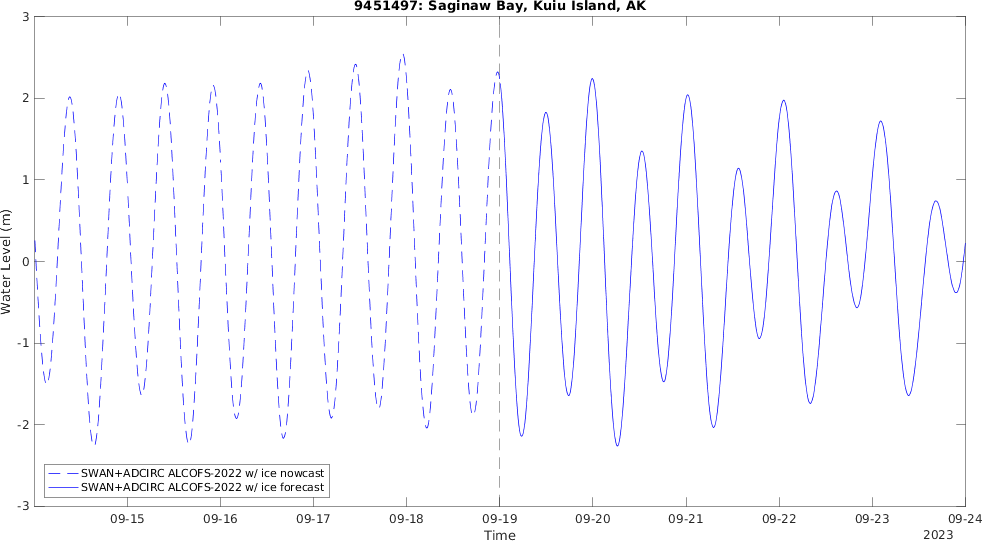 9451497: Saginaw Bay, Kuiu Island, AK
3
2
1
0
-1
-2
-3
Water Level (m)
SWAN+ADCIRC ALCOFS-2022 w/ ice nowcast
SWAN+ADCIRC ALCOFS-2022 w/ ice forecast
09-15 09-16 09-17 09-18 09-19 09-20 09-21 09-22 09-23 09-24
Time
2023